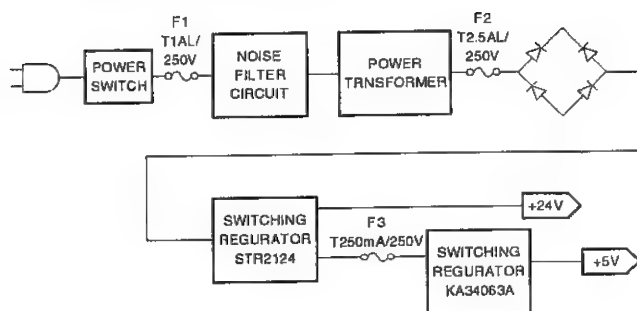 F1
T1AL/
250V
F2
T2.5AL/
250V
POWER
SWITCH
NOISE
FILTER
CIRCUIT
POWER
TRNSFORMER
SWITCHING
REGURATOR
STR2124
+24V
F3
T250mA/250V
SWITCHING
REGURATOR
KA34063A
+5V